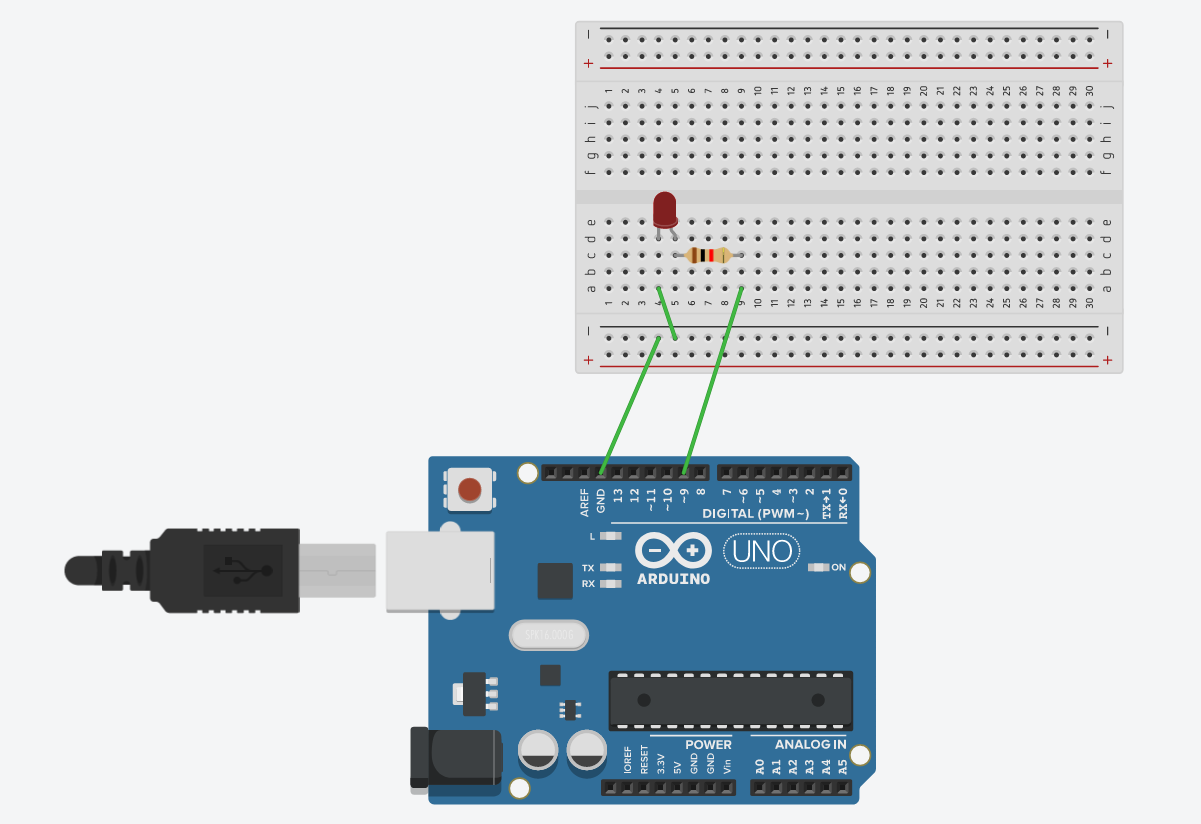 − −
+ +
1 2 3 4 5 6 7 8 9 10 11 12 13 14 15 16 17 18 19 20 21 22 23 24 25 26 27 28 29 30
j j
i i
h h
g g
f f
e e
d d
c c
b b
a a
1 2 3 4 5 6 7 8 9 10 11 12 13 14 15 16 17 18 19 20 21 22 23 24 25 26 27 28 29 30
− −
+ +
AREF GND 13 12 ~11 ~10 ~9 8 7 ~6 ~5 4 ~3 2 TX→1 RX←0
DIGITAL (PWM ~)
L
TX
RX
− +
UNO
ARDUINO
ON
SPK16.000G
POWER
ANALOG IN
IOREF RESET 3.3V 5V GND GND Vin A0 A1 A2 A3 A4 A5